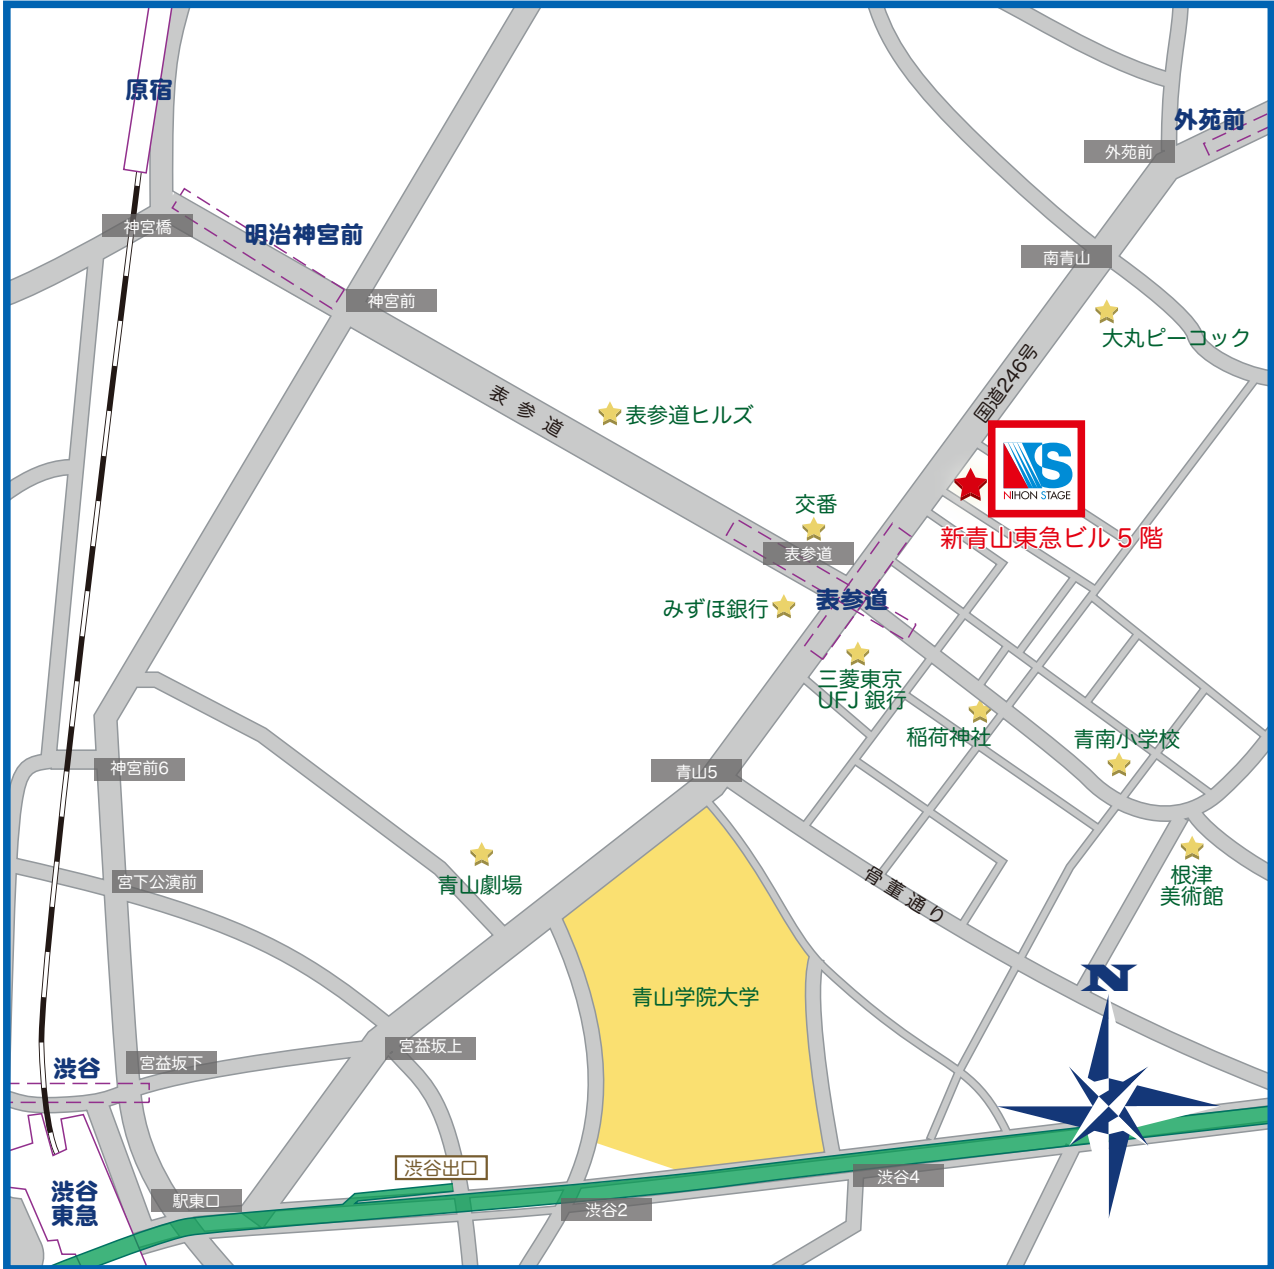 原宿
外苑前
外苑前
神宮橋
明治神宮前
南青山
神宮前
大丸ピーコック
国道246号
表参道
表参道ヒルズ
NIHON STAGE
新青山東急ビル5階
交番
表参道
表参道
みずほ銀行
三菱東京
UFJ銀行
稲荷神社
青南小学校
神宮前6
青山5
根津
美術館
宮下公演前
青山劇場
骨董通り
青山学院大学
N
宮益坂上
宮益坂下
渋谷
渋谷出口
渋谷4
渋谷
東急
駅東口
渋谷2